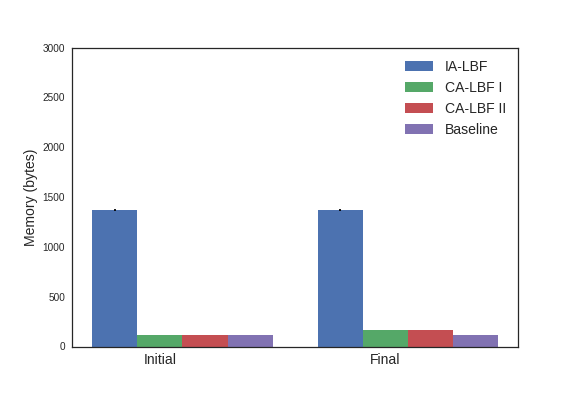 3000
2500
2000
1500
1000
500
0
Memory (bytes)
IA-LBF
CA-LBF I
CA-LBF II
Baseline
Initial
Final